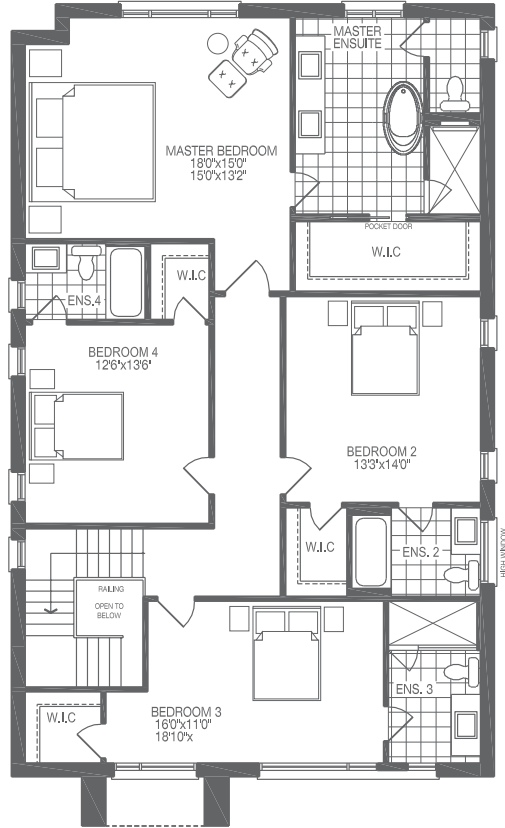 MASTER
ENSUITE
MASTER BEDROOM
18'0"x15'0"
15'0"x13'2"
POCKET DOOR
W.I.C
W.I.C
ENS.4
BEDROOM 4
12'6"x13'6"
BEDROOM 2
13'3"x14'0"
W.I.C
ENS. 2
RAILING
OPEN TO
BELOW
ENS. 3
W.I.C
BEDROOM 3
16'0"x11'0"
18'10"x